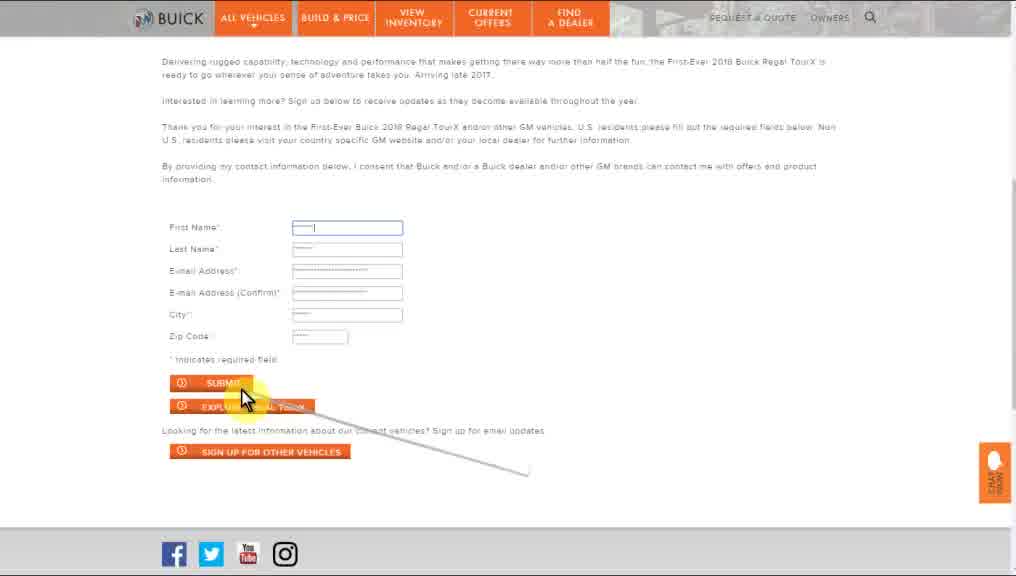 BUICK
ALL VEHICLES
BUILD & PRICE
VIEW INVENTORY
CURRENT OFFERS
FIND A DEALER
REQUEST A QUOTE
OWNERS
Delivering rugged capability, technology and performance that makes getting there way more than half the fun, the First-Ever 2018 Buick Regal TourX is
ready to go wherever your sense of adventure takes you. Arriving late 2017.
Interested in learning more? Sign up below to receive updates as they become available throughout the year.
Thank you for your interest in the First-Ever Buick 2018 Regal TourX and/or other GM vehicles. U.S. residents please fill out the required fields below. Non
U.S. residents please visit your country specific GM website and/or your local dealer for further information.
By providing my contact information below, I consent that Buick and/or a Buick dealer and/or other GM brands can contact me with offers and product
information.
First Name*:
Last Name*:
E-mail Address*:
E-mail Address (Confirm)*:
City*:
Zip Code*:
* Indicates required field
SUBMIT
Looking for the latest information about our current vehicles? Sign up for email updates
SIGN UP FOR OTHER VEHICLES
CHAT NOW
You Tube